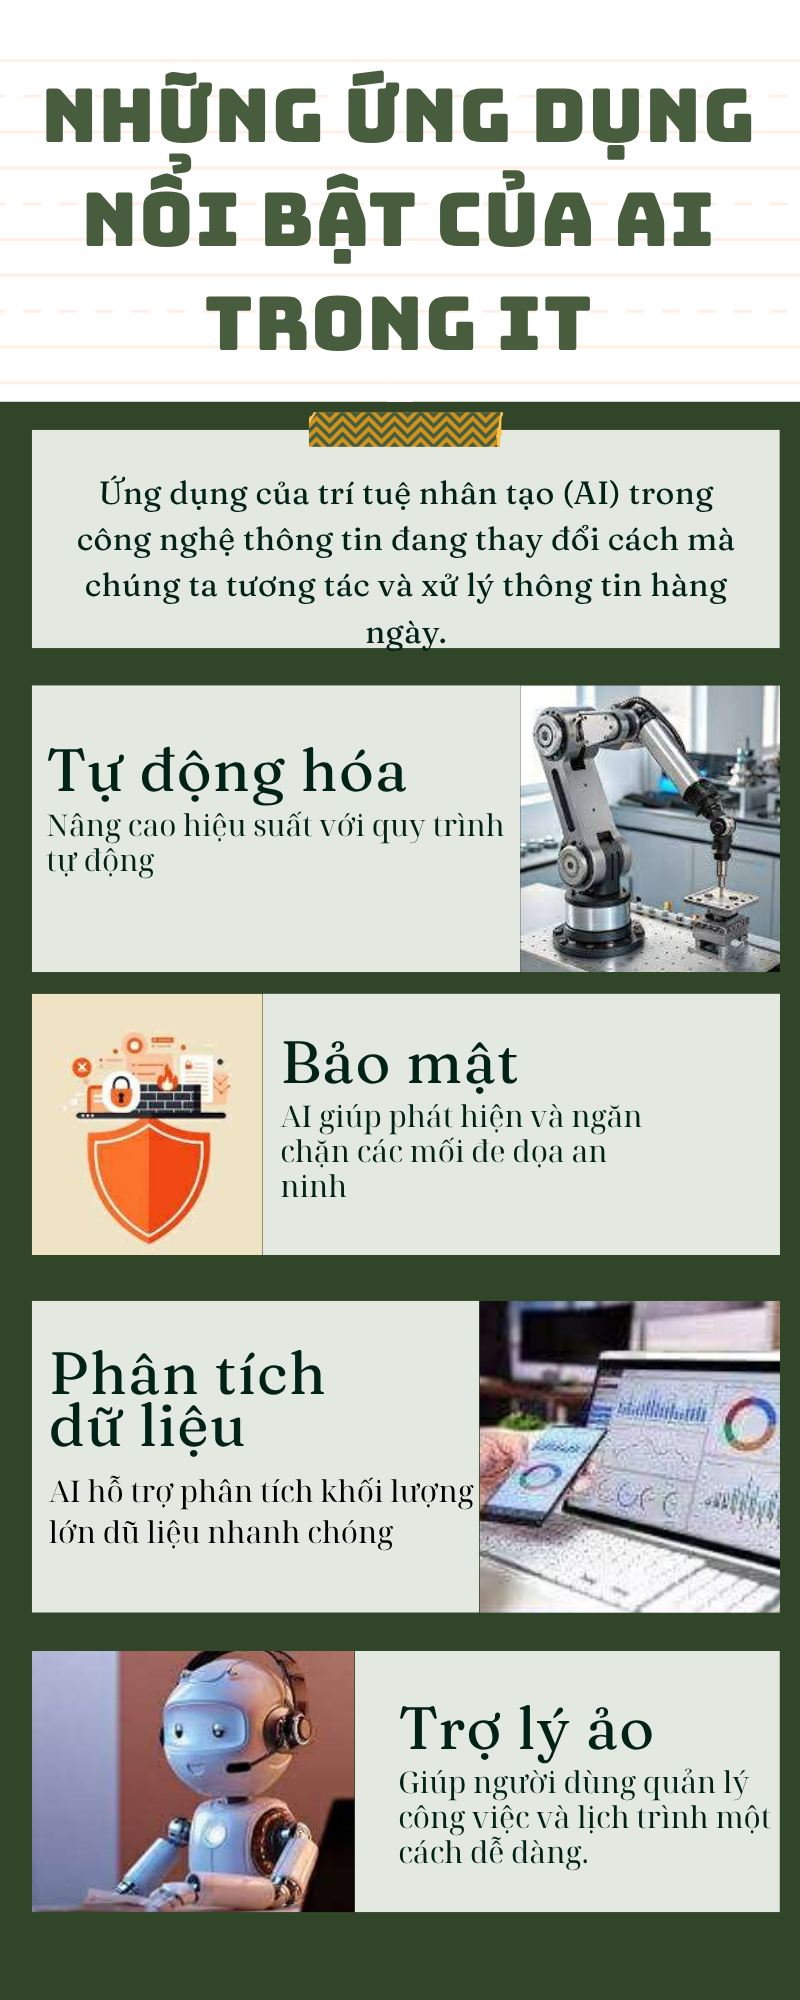 NHỮNG ỨNG DỤNG
NỔI BẬT CỦA AI
TRONG IT
Ứng dụng của trí tuệ nhân tạo (AI) trong
công nghệ thông tin đang thay đổi cách mà
chúng ta tương tác và xử lý thông tin hàng
ngày.
Tự động hóa
Nâng cao hiệu suất với quy trình
tự động
Bảo mật
AI giúp phát hiện và ngăn
chặn các mối đe dọa an
ninh
Phân tích
dữ liệu
AI hỗ trợ phân tích khối lượng
lớn dũ liệu nhanh chóng
Trợ lý ảo
Giúp người dùng quản lý
công việc và lịch trình một
cách dễ dàng.